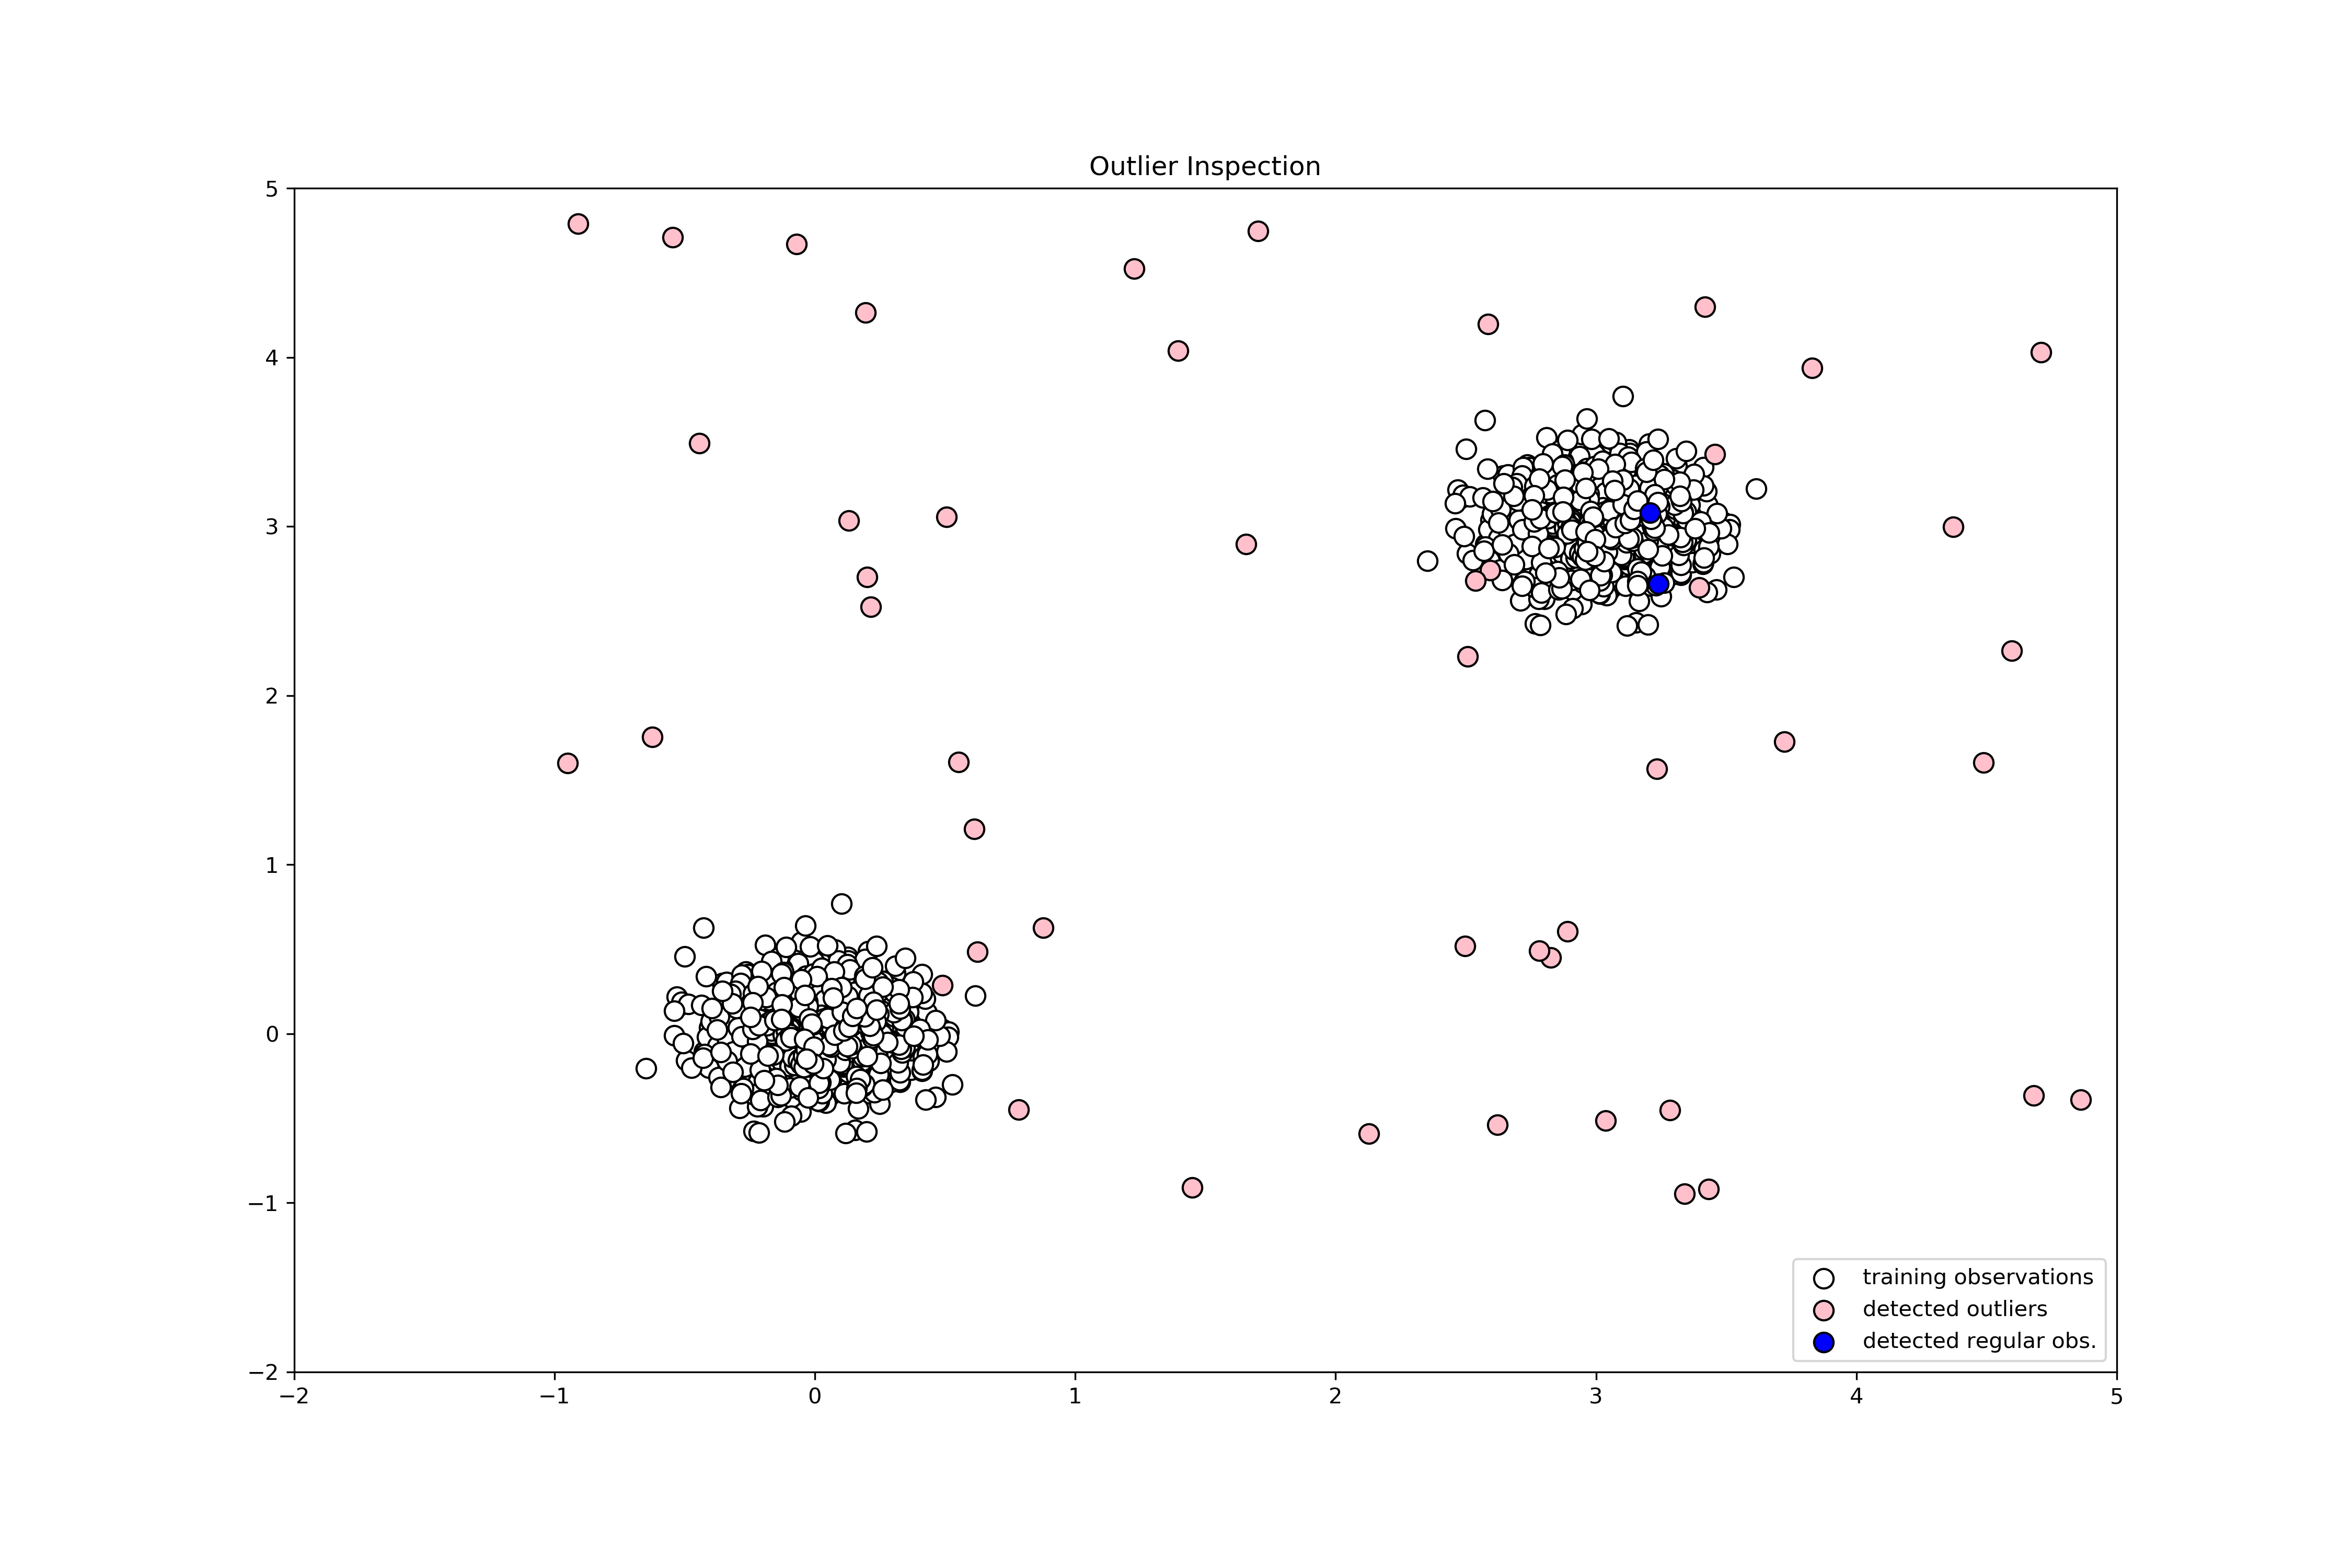 Outlier Inspection
5
4
3
2
1
0
−1
−2
−2 −1 0 1 2 3 4 5
training observations
detected outliers
detected regular obs.